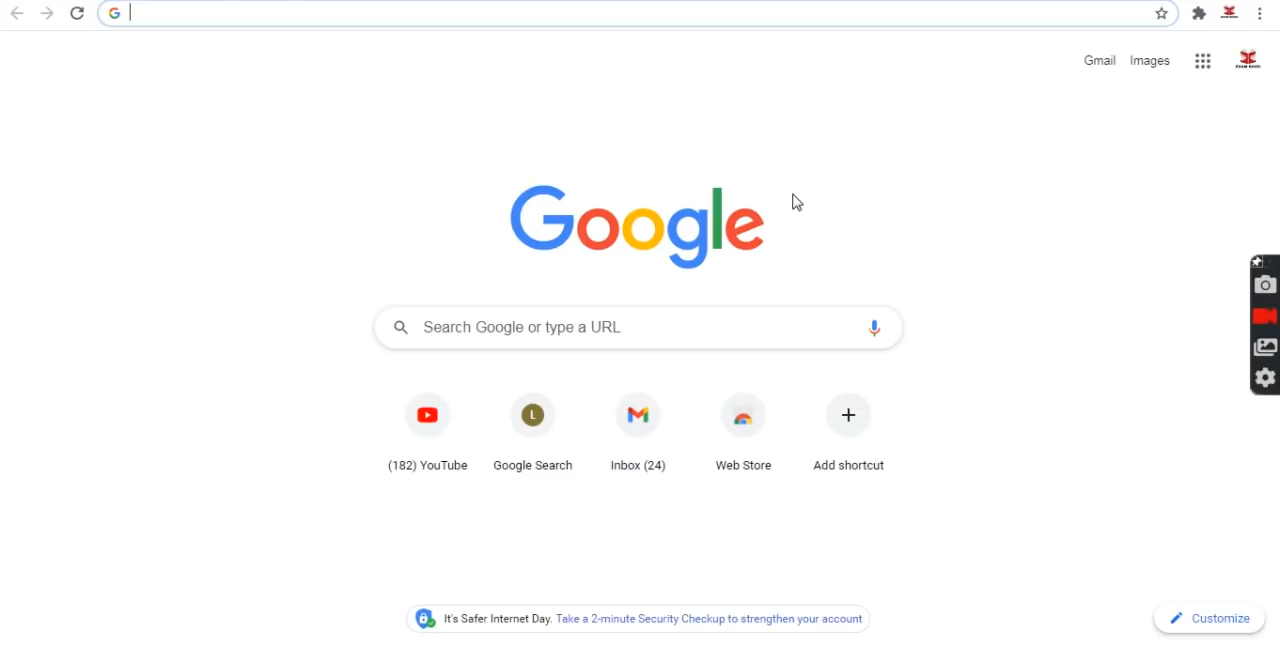 Gmail Images
Google
Search Google or type a URL
L
(182) YouTube Google Search Inbox (24) Web Store Add shortcut
It's Safer Internet Day. Take a 2-minute Security Checkup to strengthen your account
Customize